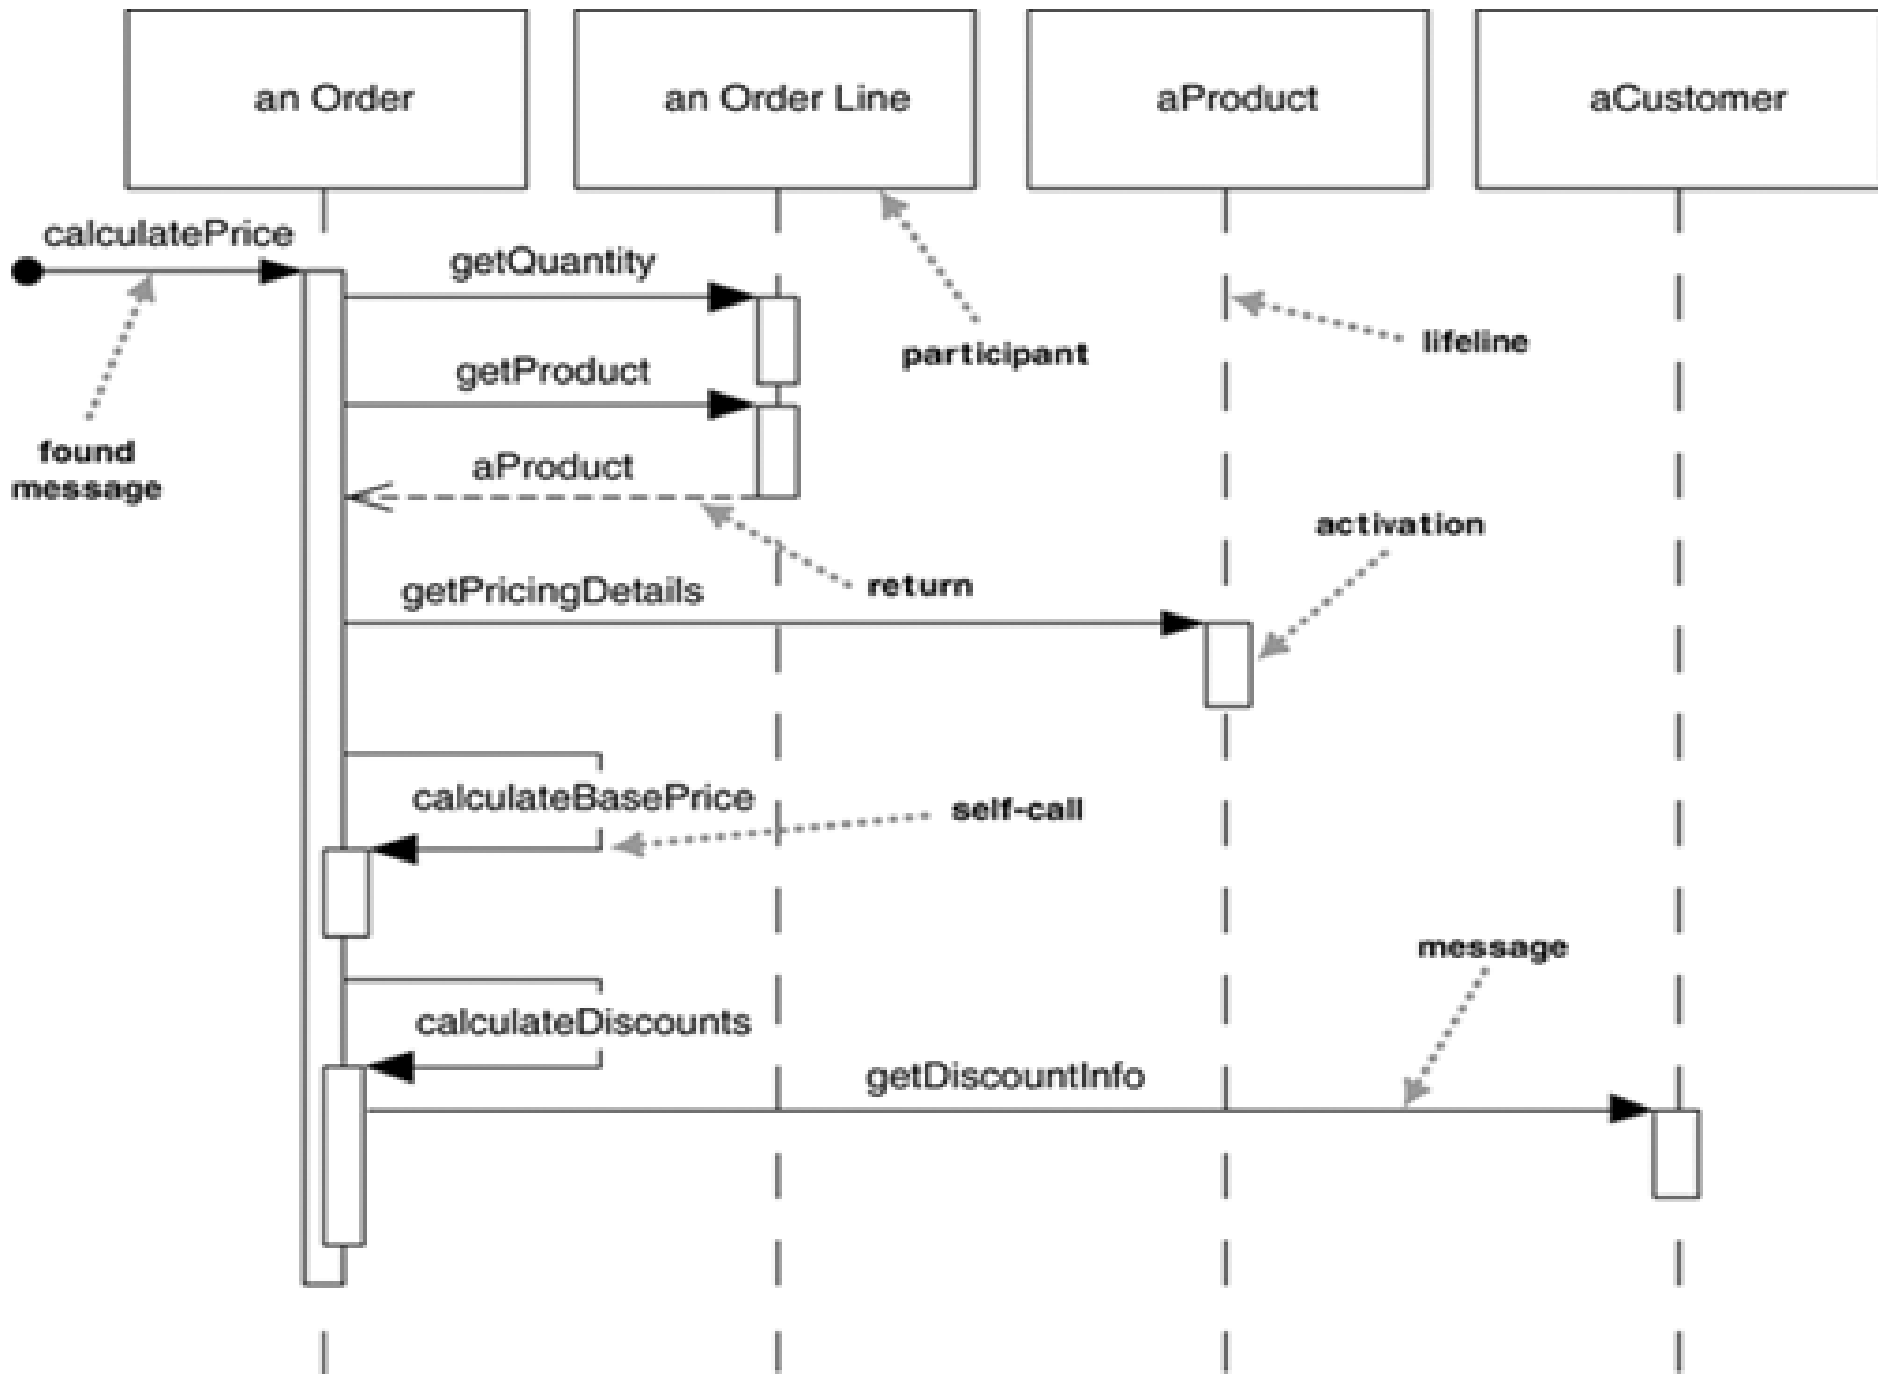 an Order
an Order Line
aProduct
aCustomer
calculatePrice
getQuantity
participant
lifeline
getProduct
found
message
aProduct
activation
return
getPricingDetails
calculateBasePrice
self-call
message
calculateDiscounts
getDiscountInfo